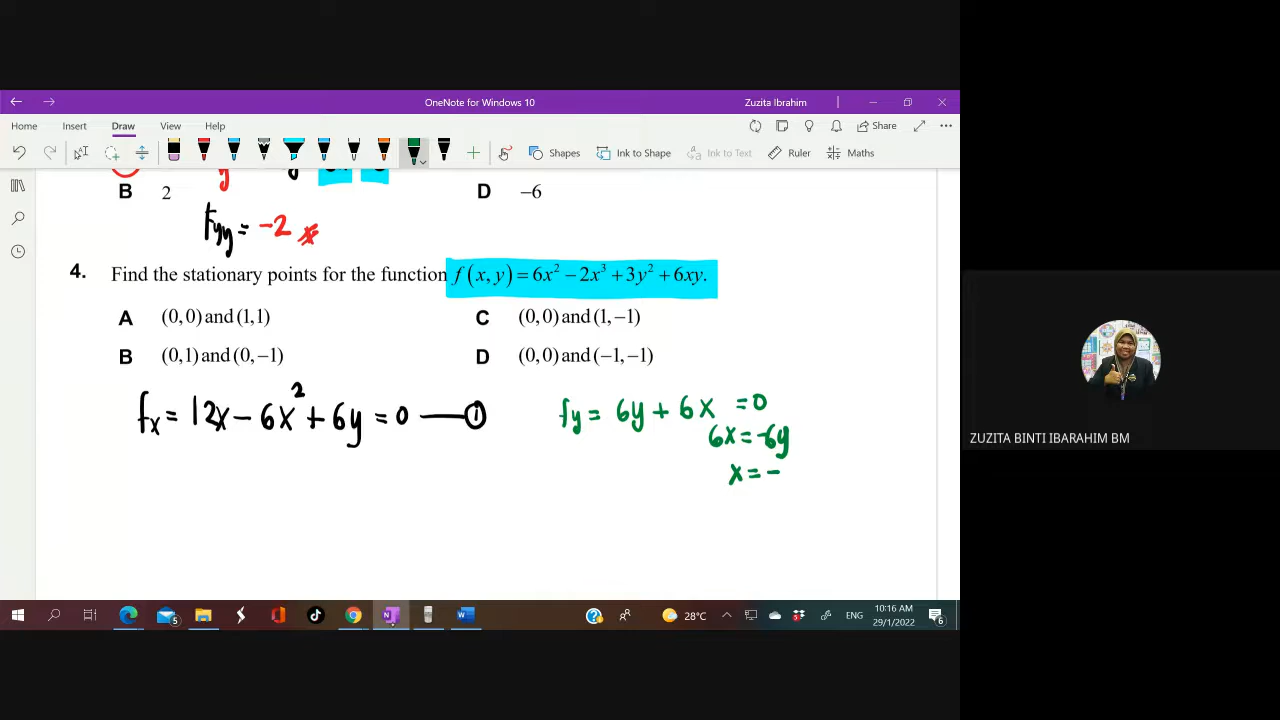 OneNote for Windows 10
Zuzita Ibrahim
Home Insert Draw View Help
Share
Shapes Ink to Shape Ink to Text Ruler Maths
B 2
D −6
Fyy = -2
4. Find the stationary points for the function f(x, y) = 6x² − 2x³ + 3y² + 6xy.
A (0,0) and (1,1)
C (0,0) and (1,−1)
B (0,1) and (0,−1)
D (0,0) and (−1,−1)
fx = 12x − 6x² + 6y = 0 — ①
fy = 6y + 6x = 0
6x = -6y
x = -
ZUZITA BINTI IBARAHIM BM
5
28°C
5
ENG
10:16 AM
29/1/2022
6